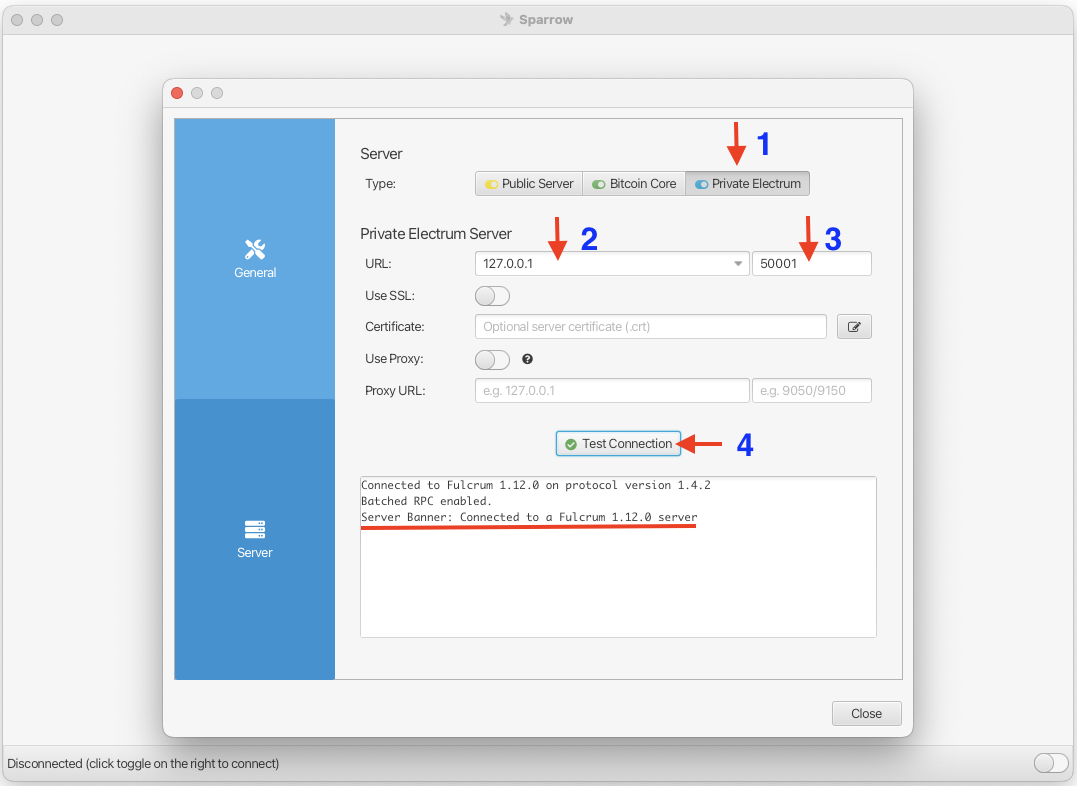 Sparrow
1
Server
Type: Public Server Bitcoin Core Private Electrum
2 3
Private Electrum Server
URL: 127.0.0.1 50001
General
Use SSL:
Certificate: Optional server certificate (.crt)
Use Proxy: ?
Proxy URL: e.g. 127.0.0.1 e.g. 9050/9150
Test Connection 4
Connected to Fulcrum 1.12.0 on protocol version 1.4.2
Batched RPC enabled.
Server Banner: Connected to a Fulcrum 1.12.0 server
Server
Close
Disconnected (click toggle on the right to connect)